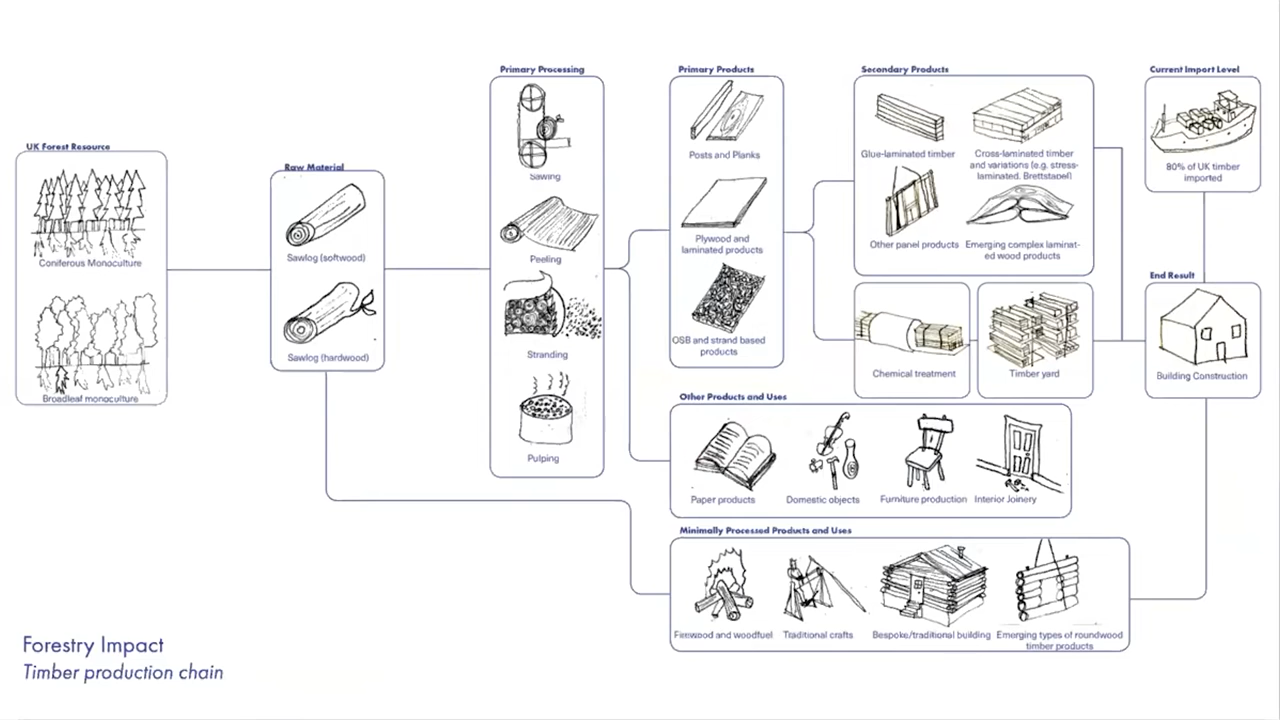 UK Forest Resource
Coniferous Monoculture
Broadleaf monoculture
Raw Material
Sawlog (softwood)
Sawlog (hardwood)
Primary Processing
Sawing
Peeling
Stranding
Pulping
Primary Products
Posts and Planks
Plywood and
laminated products
OSB and strand based
products
Secondary Products
Glue-laminated timber
Cross-laminated timber
and variations (e.g. stress-
laminated, Brettstapel)
Other panel products
Emerging complex laminat-
ed wood products
Chemical treatment
Timber yard
Current Import Level
80% of UK timber
imported
End Result
Building Construction
Other Products and Uses
Paper products
Domestic objects
Furniture production
Interior Joinery
Minimally Processed Products and Uses
Firewood and woodfuel
Traditional crafts
Bespoke/traditional building
Emerging types of roundwood
timber products
Forestry Impact
Timber production chain